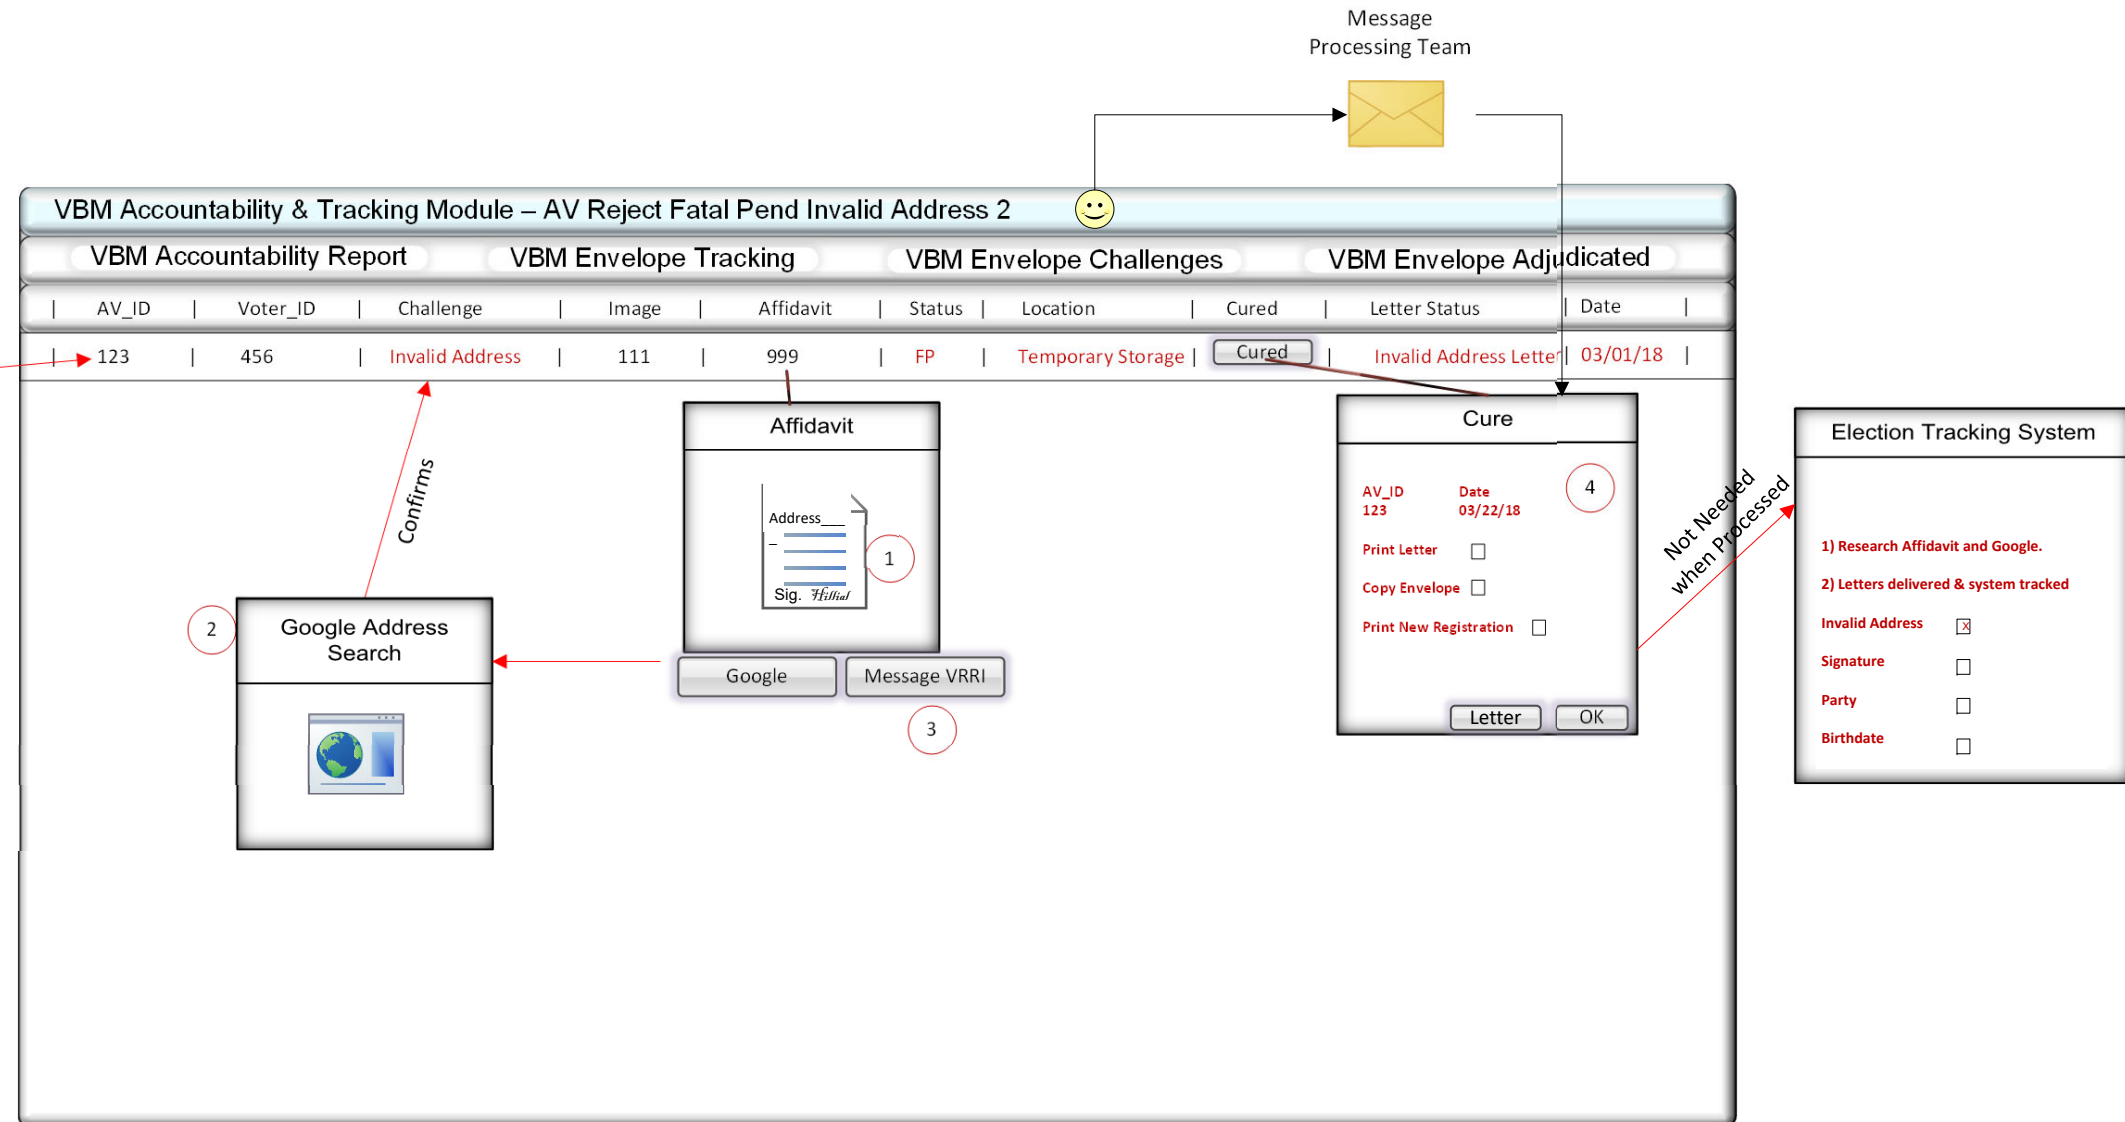 Message
Processing Team
VBM Accountability & Tracking Module – AV Reject Fatal Pend Invalid Address 2
VBM Accountability Report VBM Envelope Tracking VBM Envelope Challenges VBM Envelope Adjudicated
| AV_ID | Voter_ID | Challenge | Image | Affidavit | Status | Location | Cured | Letter Status | Date |
| 123 | 456 | Invalid Address | 111 | 999 | FP | Temporary Storage | Cured | Invalid Address Letter | 03/01/18 |
Confirms
Affidavit
Address___
_
Sig. Hillial
1
Google
Message VRRI
3
2
Google Address
Search
Cure
4
AV_ID Date
123 03/22/18
Print Letter
Copy Envelope
Print New Registration
Letter
OK
Not Needed
when Processed
Election Tracking System
1) Research Affidavit and Google.
2) Letters delivered & system tracked
Invalid Address x
Signature
Party
Birthdate